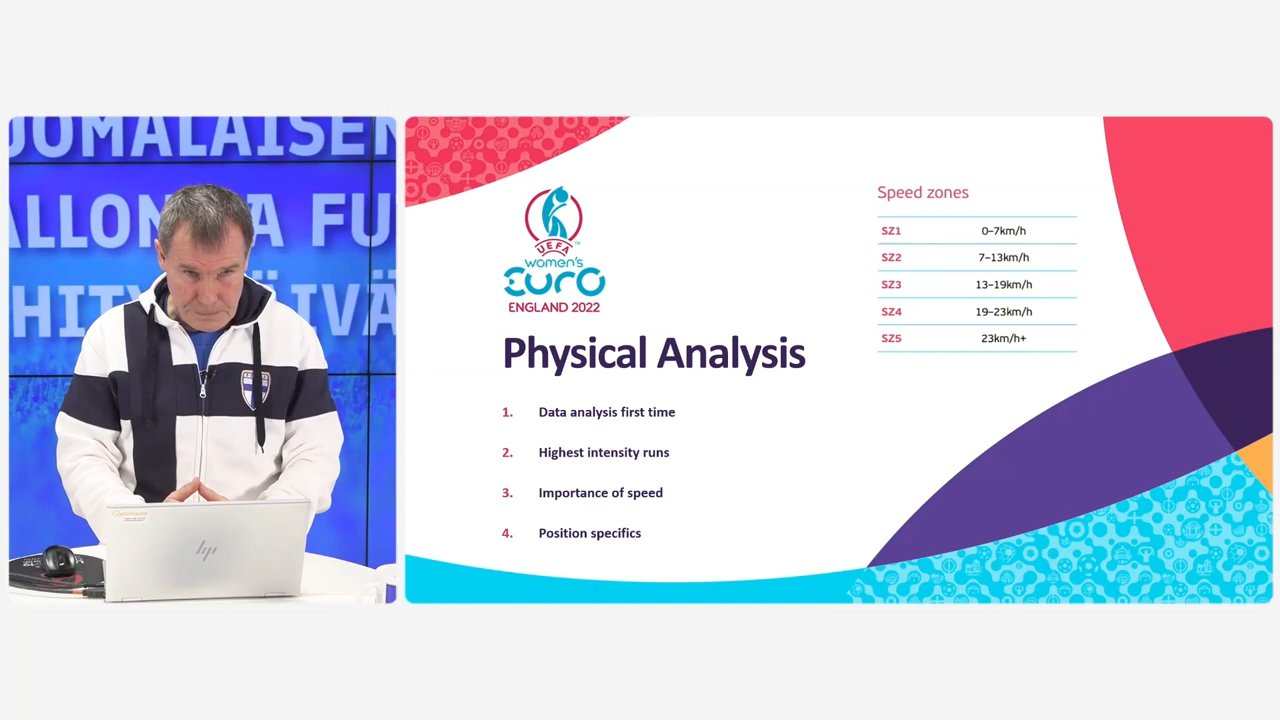 UOMALAISEN
ALLON A FU
HITY ÄIVÄ
hp
UEFA
WOMEN'S
EURO
ENGLAND 2022
Physical Analysis
1. Data analysis first time
2. Highest intensity runs
3. Importance of speed
4. Position specifics
Speed zones
SZ1 0–7km/h
SZ2 7–13km/h
SZ3 13–19km/h
SZ4 19–23km/h
SZ5 23km/h+